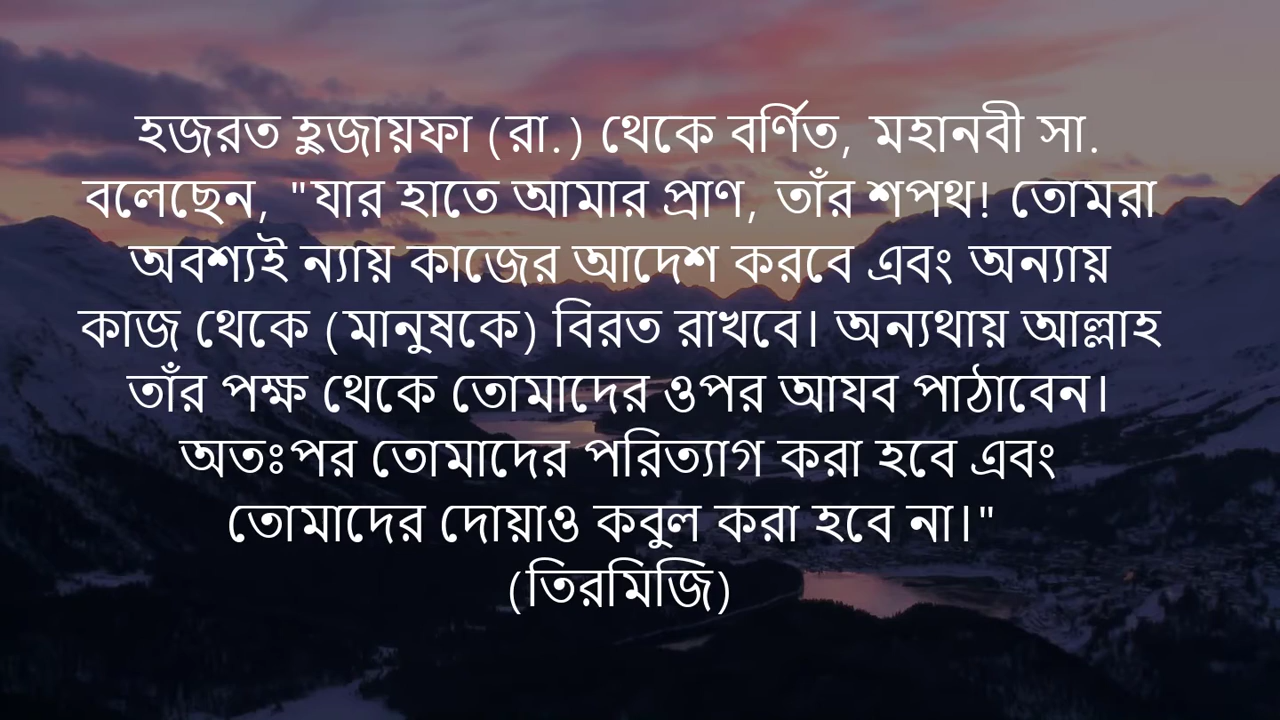 হজরত হুজায়ফা (রা.) থেকে বর্ণিত, মহানবী সা.
বলেছেন, "যার হাতে আমার প্রাণ, তাঁর শপথ! তোমরা
অবশ্যই ন্যায় কাজের আদেশ করবে এবং অন্যায়
কাজ থেকে (মানুষকে) বিরত রাখবে। অন্যথায় আল্লাহ
তাঁর পক্ষ থেকে তোমাদের ওপর আযব পাঠাবেন।
অতঃপর তোমাদের পরিত্যাগ করা হবে এবং
তোমাদের দোয়াও কবুল করা হবে না।"
(তিরমিজি)